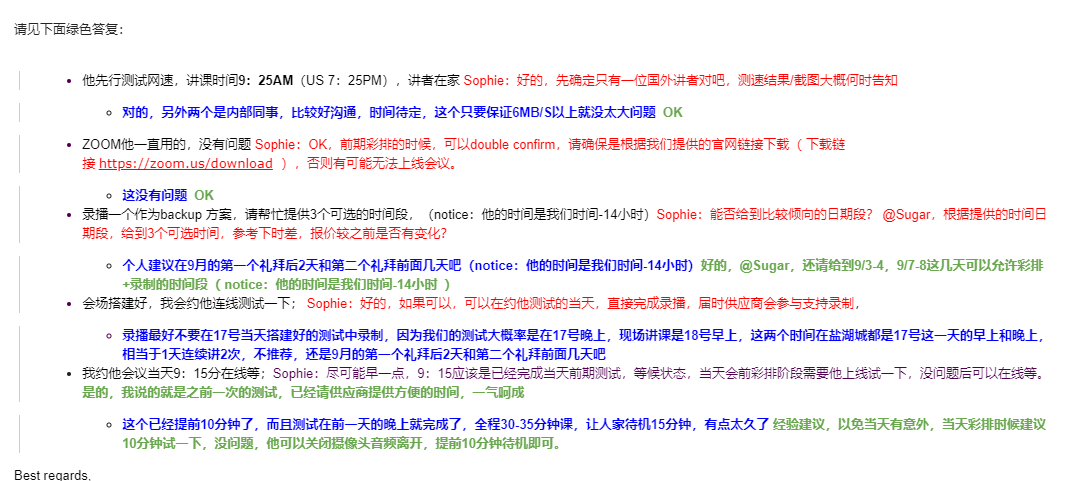 请见下面绿色答复：
他先行测试网速，讲课时间9：25AM（US 7：25PM），讲者在家 Sophie：好的，先确定只有一位国外讲者对吧，测速结果/截图大概何时告知
对的，另外两个是内部同事，比较好沟通，时间待定，这个只要保证6MB/S以上就没太大问题 OK
ZOOM他一直用的，没有问题 Sophie：OK，前期彩排的时候，可以double confirm，请确保是根据我们提供的官网链接下载（ 下载链
接 https://zoom.us/download ），否则有可能无法上线会议。
这没有问题 OK
录播一个作为backup 方案，请帮忙提供3个可选的时间段，（notice：他的时间是我们时间-14小时）Sophie：能否给到比较倾向的日期段？ @Sugar，根据提供的时间日
期段，给到3个可选时间，参考下时差，报价较之前是否有变化？
个人建议在9月的第一个礼拜后2天和第二个礼拜前面几天吧（notice：他的时间是我们时间-14小时）好的，@Sugar，还请给到9/3-4，9/7-8这几天可以允许彩排
+录制的时间段（ notice：他的时间是我们时间-14小时 ）
会场搭建好，我会约他连线测试一下； Sophie：好的，如果可以，可以在约他测试的当天，直接完成录播，届时供应商会参与支持录制，
录播最好不要在17号当天搭建好的测试中录制，因为我们的测试大概率是在17号晚上，现场讲课是18号早上，这两个时间在盐湖城都是17号这一天的早上和晚上，
相当于1天连续讲2次，不推荐，还是9月的第一个礼拜后2天和第二个礼拜前面几天吧
我约他会议当天9：15分在线等；Sophie：尽可能早一点，9：15应该是已经完成当天前期测试，等候状态，当天会前彩排阶段需要他上线试一下，没问题后可以在线等。
是的，我说的就是之前一次的测试，已经请供应商提供方便的时间，一气呵成
这个已经提前10分钟了，而且测试在前一天的晚上就完成了，全程30-35分钟课，让人家待机15分钟，有点太久了 经验建议，以免当天有意外，当天彩排时候建议
10分钟试一下，没问题，他可以关闭摄像头音频离开，提前10分钟待机即可。
Best regards,